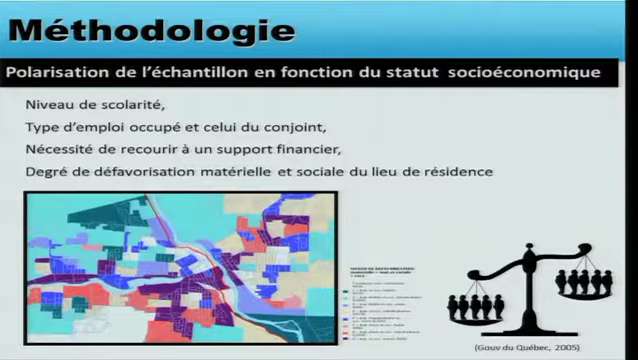 Méthodologie
Polarisation de l'échantillon en fonction du statut socioéconomique
Niveau de scolarité,
Type d'emploi occupé et celui du conjoint,
Nécessité de recourir à un support financier,
Degré de défavorisation matérielle et sociale du lieu de résidence
(Gouv du Québec, 2005)